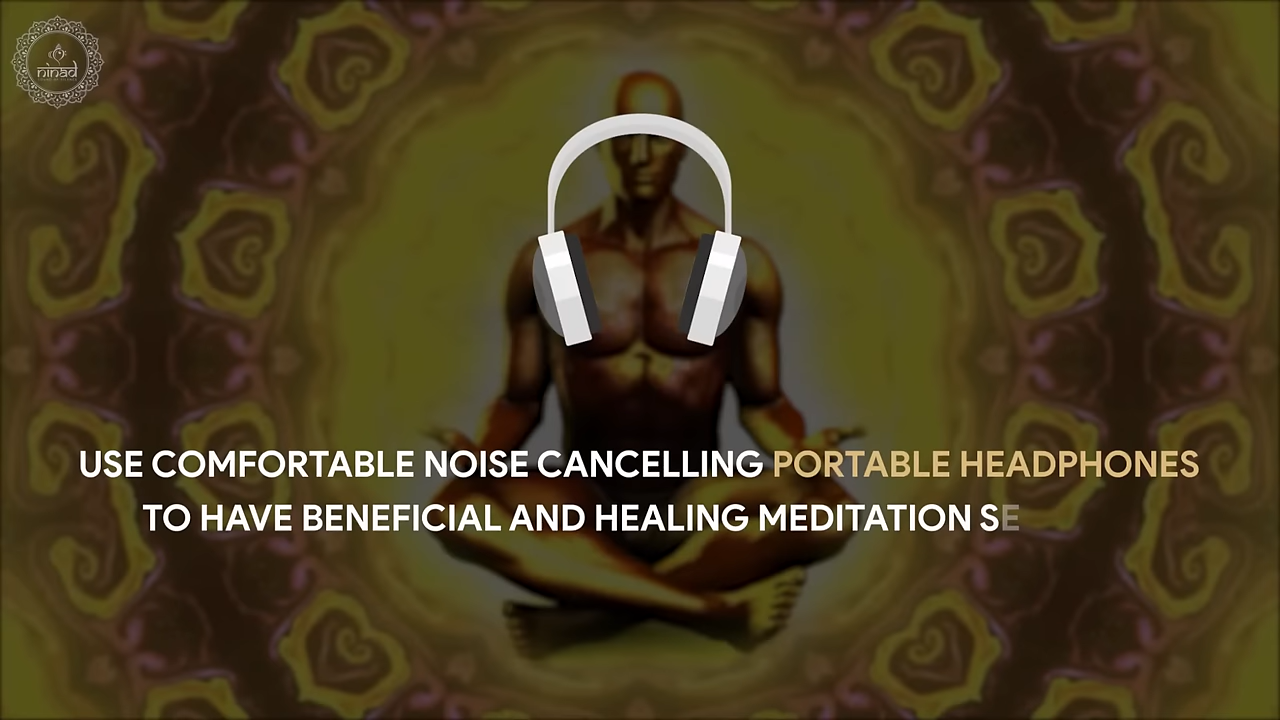 ninad
USE COMFORTABLE NOISE CANCELLING PORTABLE HEADPHONES
TO HAVE BENEFICIAL AND HEALING MEDITATION SE